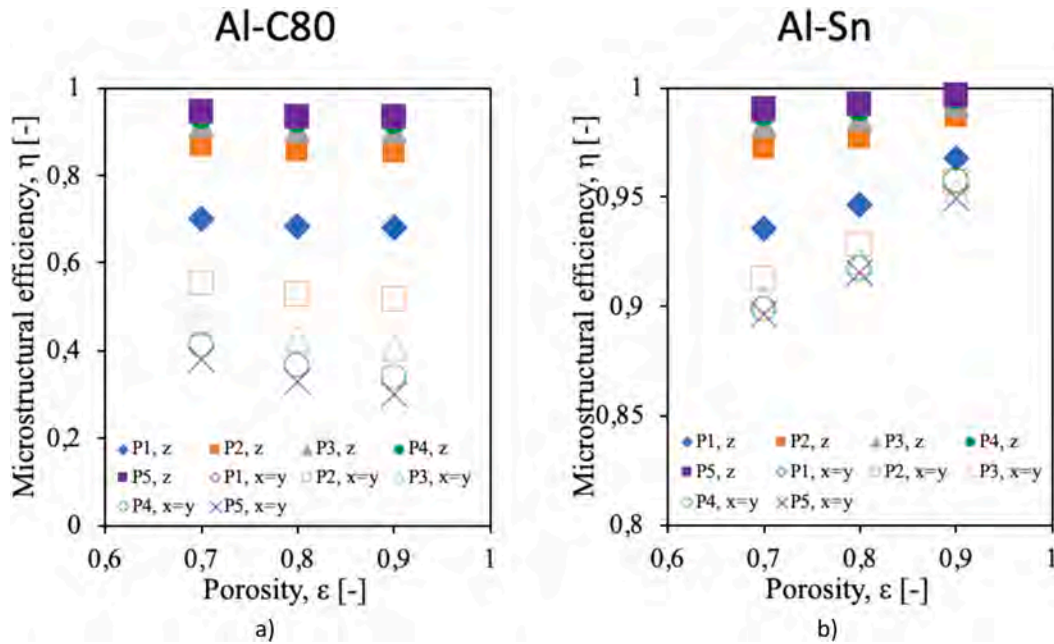 Al-C80
Al-Sn
Microstructural efficiency, η [-]
1
0,8
0,6
0,4
0,2
0
0,6
0,7
0,8
0,9
1
Porosity, ε [-]
P1, z
P2, z
P3, z
P4, z
P5, z
P1, x=y
P2, x=y
P3, x=y
P4, x=y
P5, x=y
a)
Microstructural efficiency, η [-]
1
0,95
0,9
0,85
0,8
0,6
0,7
0,8
0,9
1
Porosity, ε [-]
P1, z
P2, z
P3, z
P4, z
P5, z
P1, x=y
P2, x=y
P3, x=y
P4, x=y
P5, x=y
b)